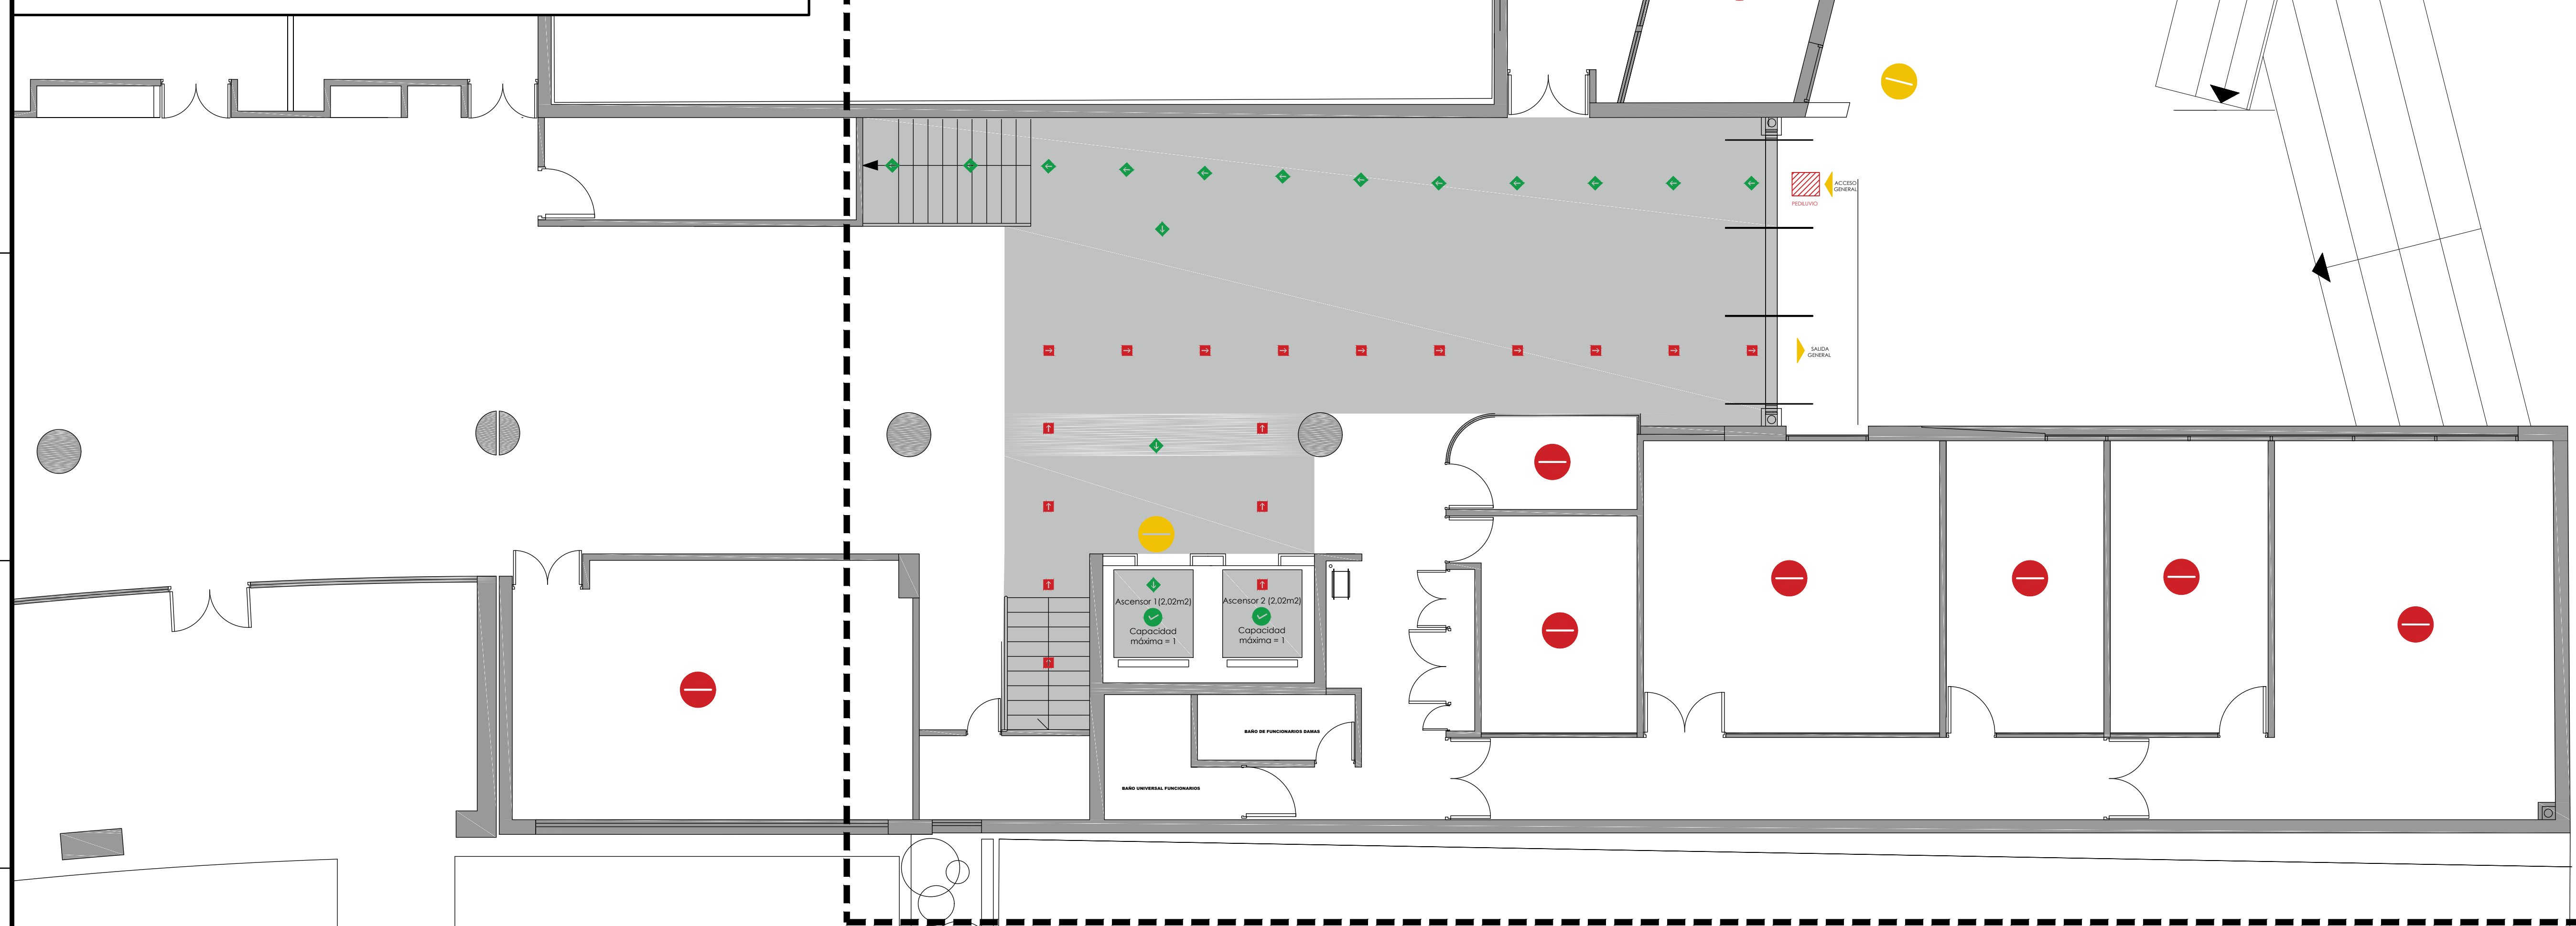 ACCESO
GENERAL
PEDILUVIO
SALIDA
GENERAL
Ascensor 1(2,02m2)
Capacidad
máxima = 1
Ascensor 2 (2,02m2)
Capacidad
máxima = 1
BAÑO DE FUNCIONARIOS DAMAS
BAÑO UNIVERSAL FUNCIONARIOS